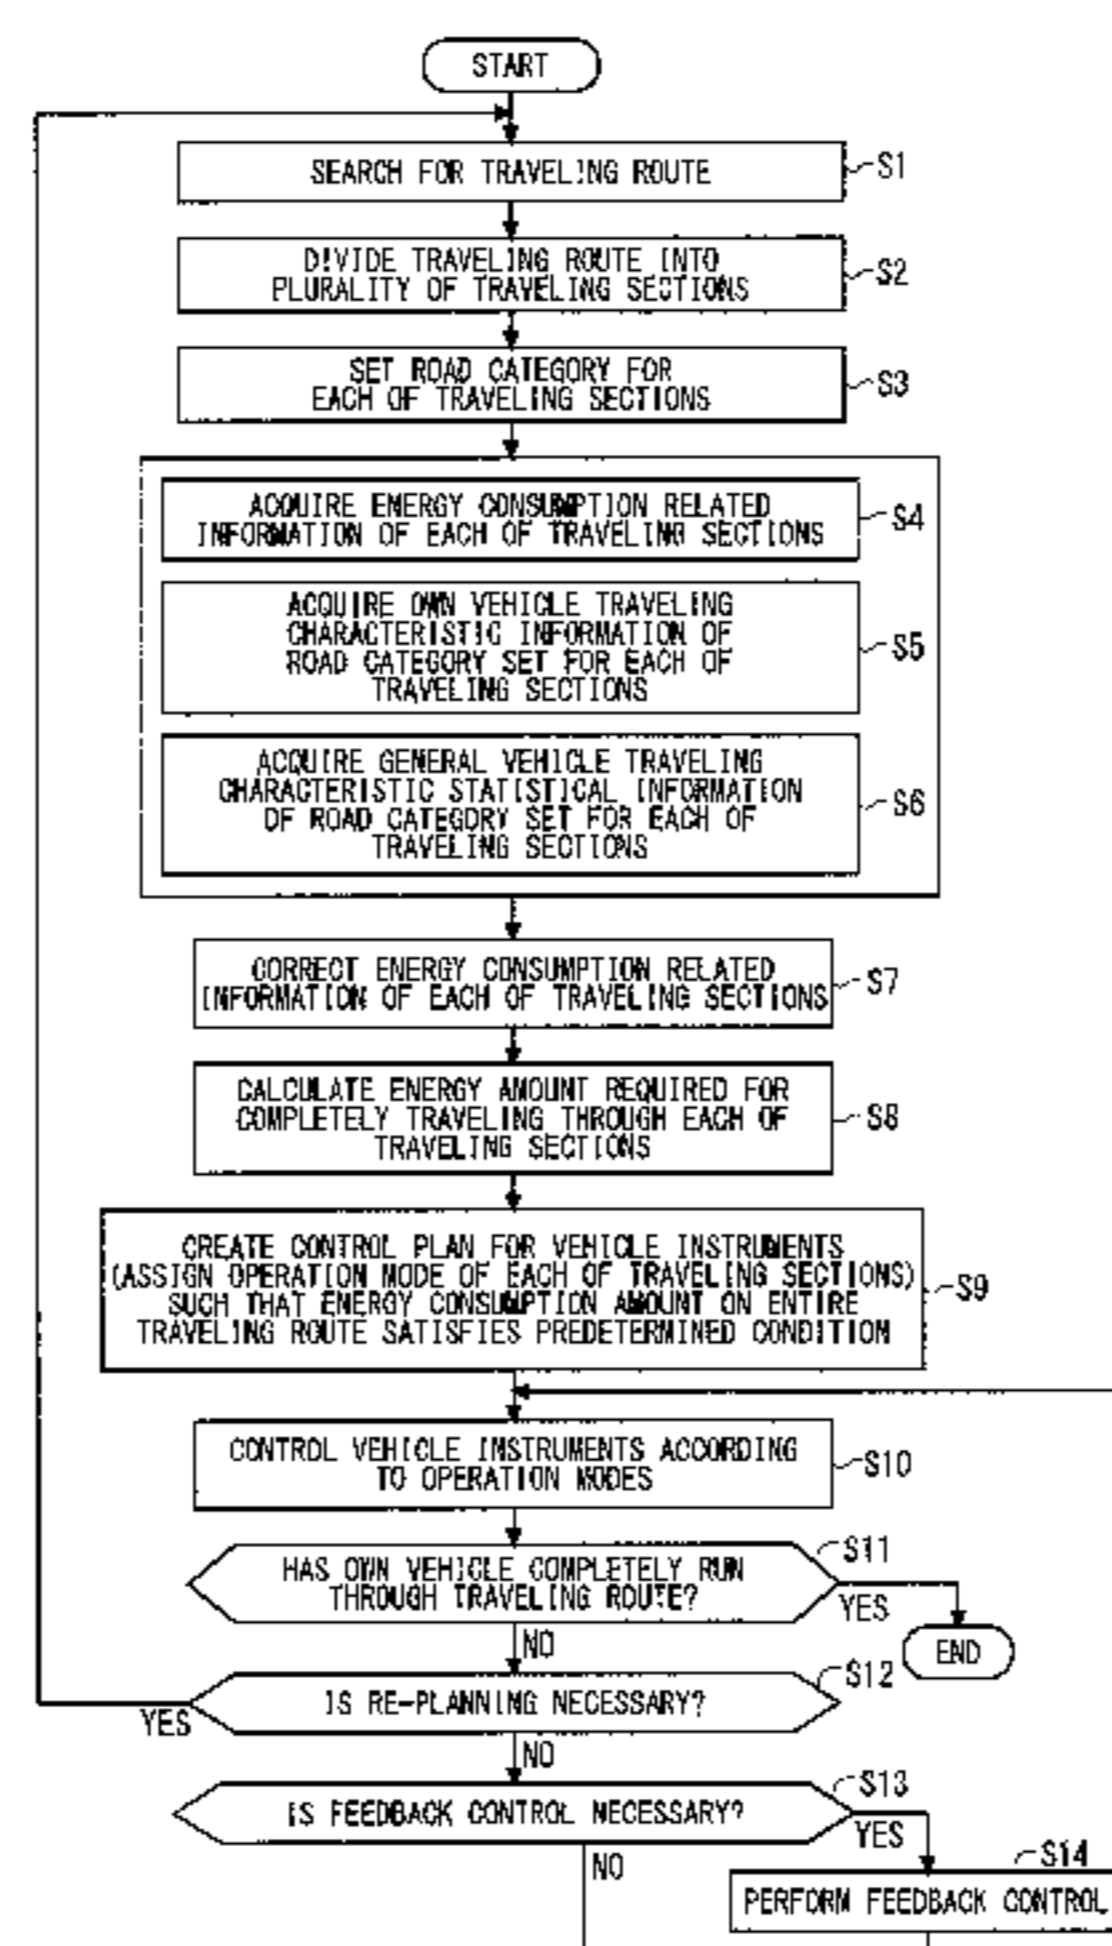 START
SEARCH FOR TRAVELING ROUTE
S1
DIVIDE TRAVELING ROUTE INTO
PLURALITY OF TRAVELING SECTIONS
S2
SET ROAD CATEGORY FOR
EACH OF TRAVELING SECTIONS
S3
ACQUIRE ENERGY CONSUMPTION RELATED
INFORMATION OF EACH OF TRAVELING SECTIONS
S4
ACQUIRE OWN VEHICLE TRAVELING
CHARACTERISTIC INFORMATION OF
ROAD CATEGORY SET FOR EACH OF
TRAVELING SECTIONS
S5
ACQUIRE GENERAL VEHICLE TRAVELING
CHARACTERISTIC STATISTICAL INFORMATION
OF ROAD CATEGORY SET FOR EACH OF
TRAVELING SECTIONS
S6
CORRECT ENERGY CONSUMPTION RELATED
INFORMATION OF EACH OF TRAVELING SECTIONS
S7
CALCULATE ENERGY AMOUNT REQUIRED FOR
COMPLETELY TRAVELING THROUGH EACH OF
TRAVELING SECTIONS
S8
CREATE CONTROL PLAN FOR VEHICLE INSTRUMENTS
(ASSIGN OPERATION MODE OF EACH OF TRAVELING SECTIONS)
SUCH THAT ENERGY CONSUMPTION AMOUNT ON ENTIRE
TRAVELING ROUTE SATISFIES PREDETERMINED CONDITION
S9
CONTROL VEHICLE INSTRUMENTS ACCORDING
TO OPERATION MODES
S10
HAS OWN VEHICLE COMPLETELY RUN
THROUGH TRAVELING ROUTE?
S11
YES
END
NO
IS RE-PLANNING NECESSARY?
S12
YES
NO
IS FEEDBACK CONTROL NECESSARY?
S13
YES
NO
S14
PERFORM FEEDBACK CONTROL